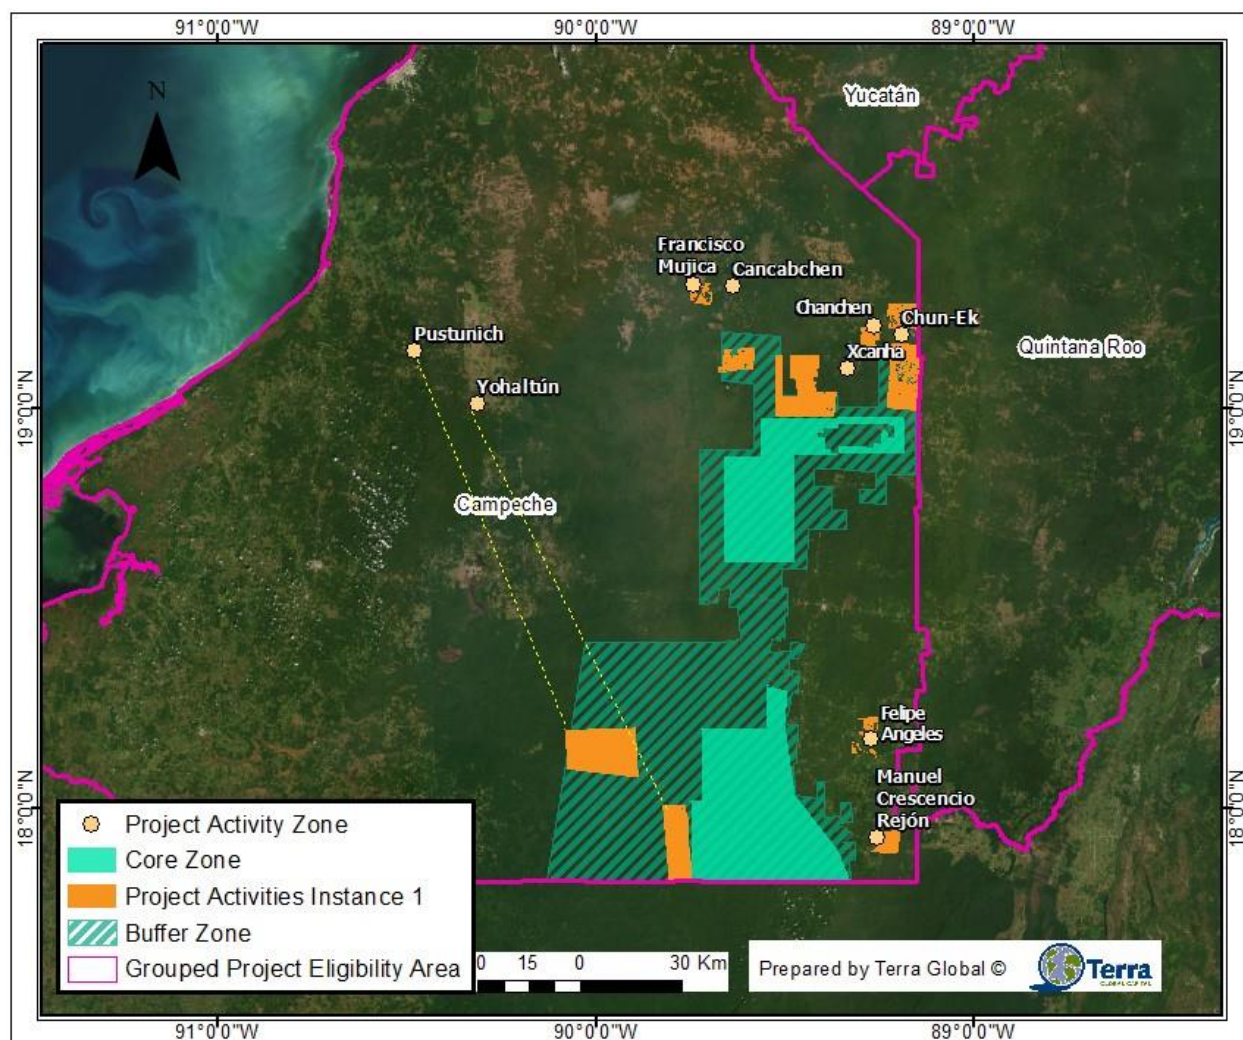 91°0'0"W 90°0'0"W 89°0'0"W
N
Yucatán
Francisco
Mujica
Cancabchen
Chanchen
Chun-Ek
Pustunich
Xcanha
Quintana Roo
Yohaltún
19°0'0"N 19°0'0"N
Campeche
Felipe
Angeles
Manuel
Crescencio
Rejón
18°0'0"N 18°0'0"N
Project Activity Zone
Core Zone
Project Activities Instance 1
Buffer Zone
Grouped Project Eligibility Area
0 15 0 30 Km
Prepared by Terra Global ©
Terra
GLOBAL CAPITAL
91°0'0"W 90°0'0"W 89°0'0"W